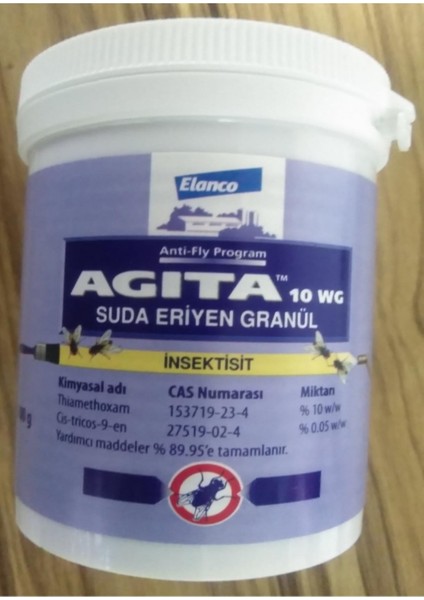 Elanco
Anti-Fly Program
AGITA™ 10 WG
SUDA ERİYEN GRANÜL
İNSEKTİSİT
Kimyasal adı CAS Numarası Miktarı
Thiamethoxam 153719-23-4 % 10 w/w
Cis-tricos-9-en 27519-02-4 % 0.05 w/w
Yardımcı maddeler % 89.95'e tamamlanır.